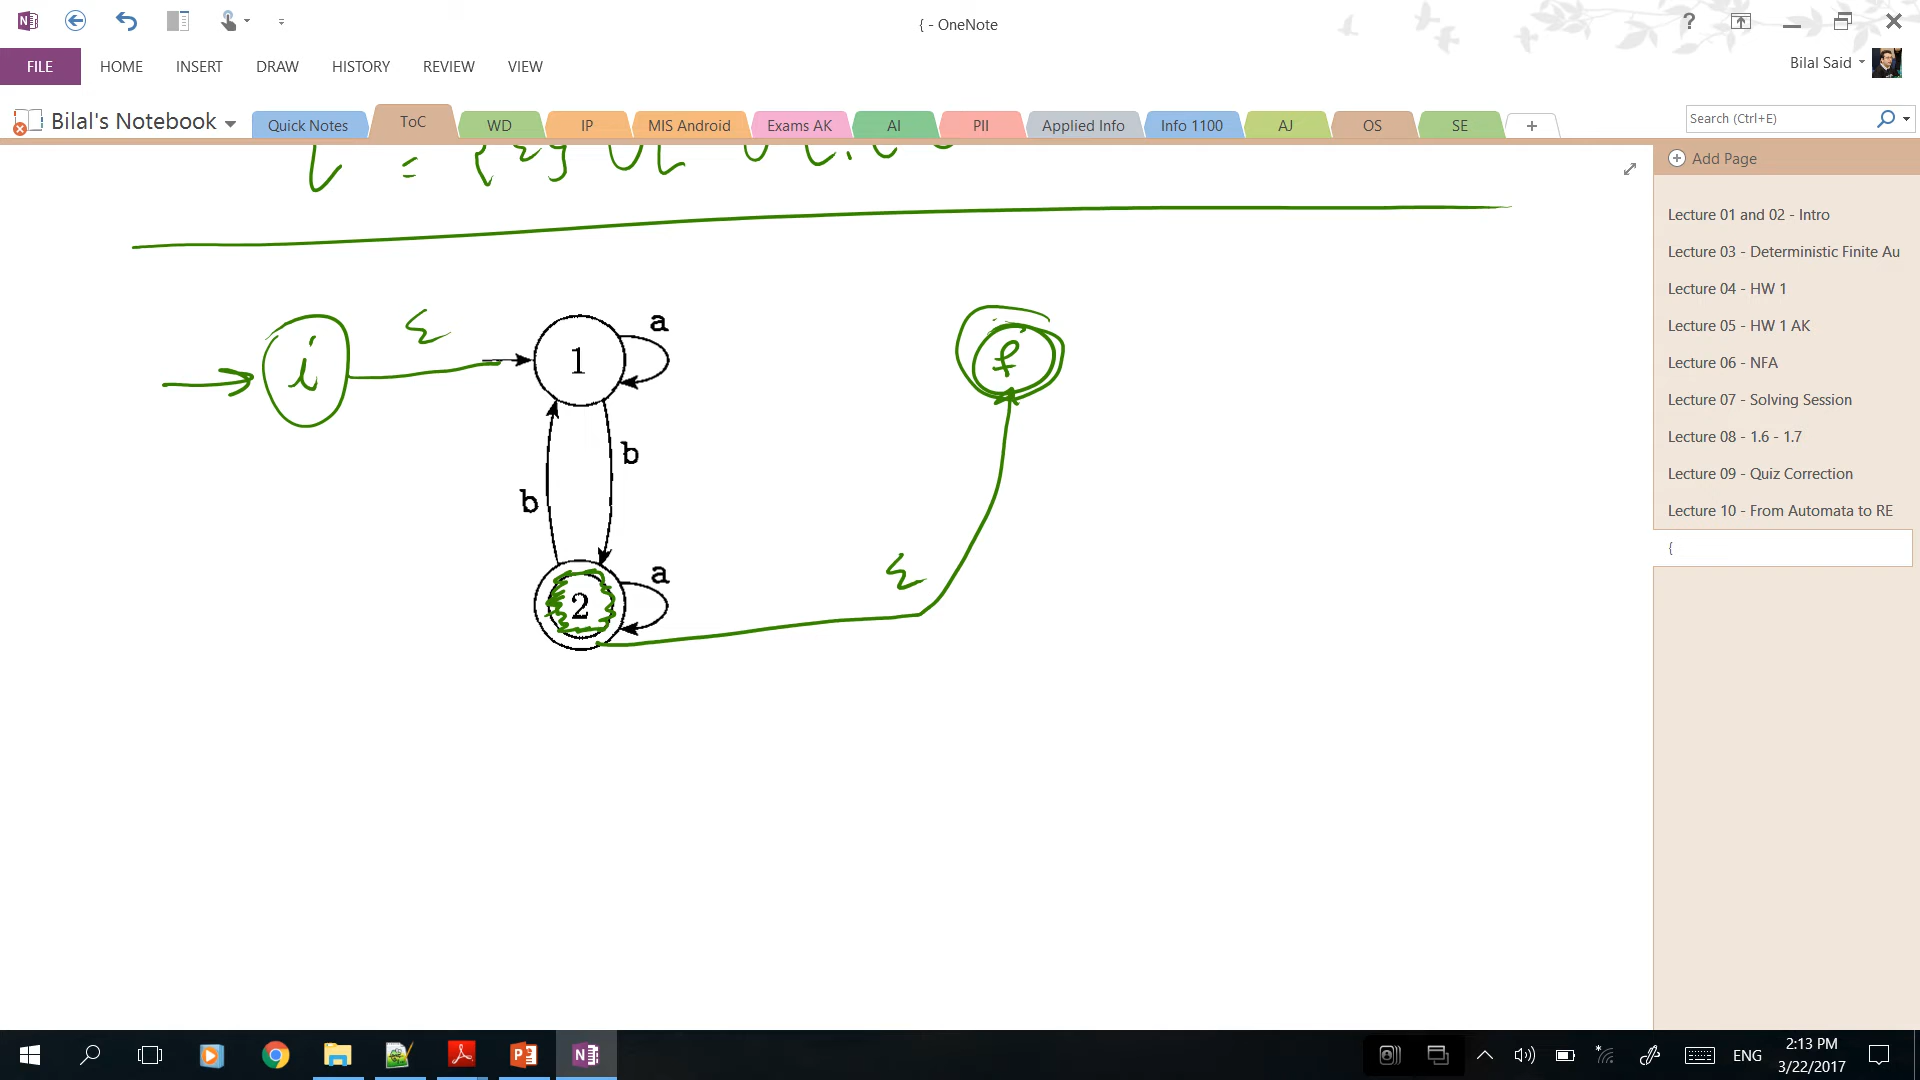 { - OneNote
?
FILE HOME INSERT DRAW HISTORY REVIEW VIEW
Bilal Said
Bilal's Notebook
Quick Notes ToC WD IP MIS Android Exams AK AI PII Applied Info Info 1100 AJ OS SE +
Search (Ctrl+E)
Add Page
Lecture 01 and 02 - Intro
Lecture 03 - Deterministic Finite Au
Lecture 04 - HW 1
Lecture 05 - HW 1 AK
Lecture 06 - NFA
Lecture 07 - Solving Session
Lecture 08 - 1.6 - 1.7
Lecture 09 - Quiz Correction
Lecture 10 - From Automata to RE
{
i
ε
1
a
f
b
b
ε
2
a
ENG
2:13 PM
3/22/2017